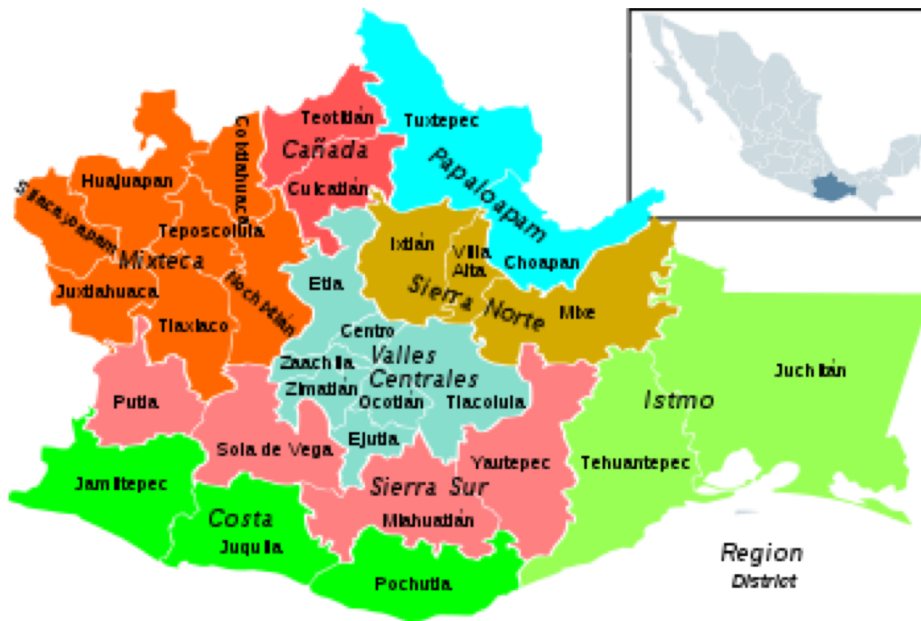 Teotitlán
Cañada
Cuicatlán
Tuxtepec
Papaloapam
Choapan
Coixtlahuac
Huajuapan
Silacayoapam
Teposcolula
Mixteca
Juxtlahuaca
Nochixtlán
Tlaxiaco
Ixtlán
Villa
Alta
Sierra Norte
Mixe
Etla
Centro
Valles
Zaachila
Centrales
Zimatlán
Ocotlán
Tlacolula
Ejutla
Juchitán
Istmo
Tehuantepec
Putla
Sola de Vega
Yautepec
Sierra Sur
Miahuatlán
Jamiltepec
Costa
Juquila
Pochutla
Region
District